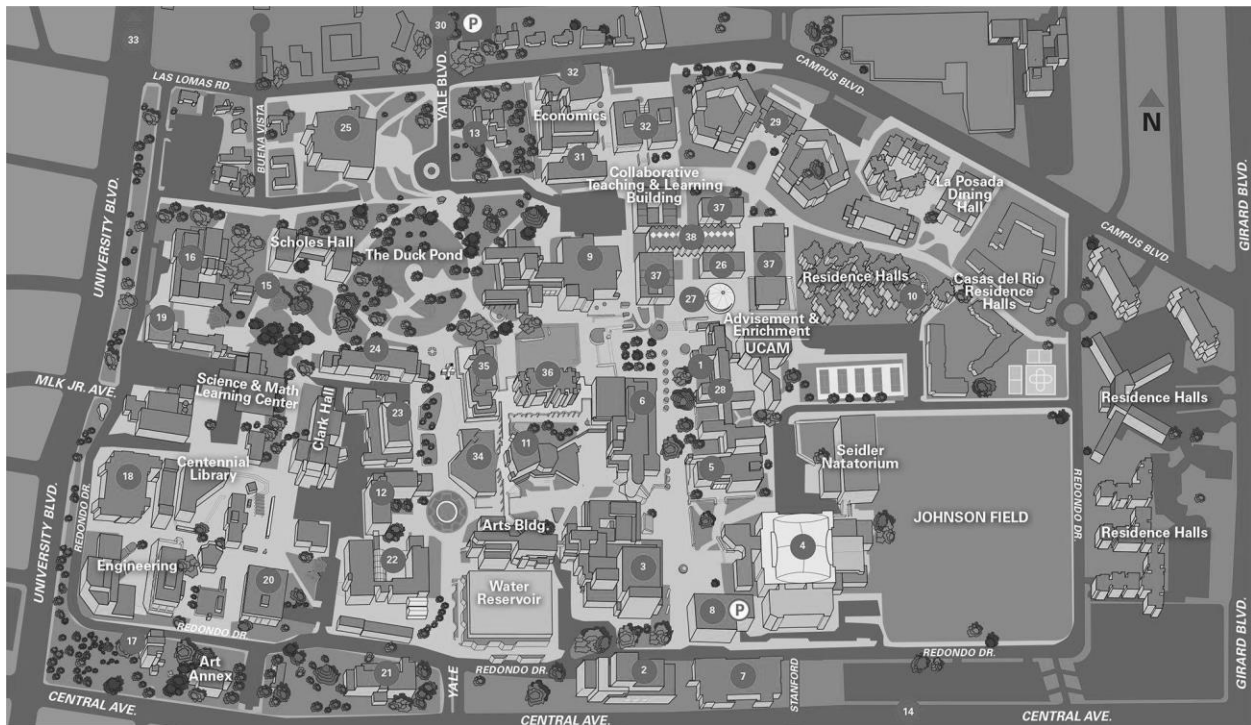 30
P
33
CAMPUS BLVD.
LAS LOMAS RD.
YALE BLVD.
32
N
BUENA VISTA
25
13
Economics
32
29
31
Collaborative
Teaching & Learning
Building
La Posada
Dining
Hall
GIRARD BLVD.
UNIVERSITY BLVD.
37
CAMPUS BLVD.
Scholes Hall
38
16
The Duck Pond
9
26
37
37
Residence Halls
Casas del Rio
Residence
Halls
15
10
27
19
Advisement &
Enrichment
UCAM
24
35
36
1
MLK JR. AVE.
Science & Math
Learning Center
Clark Hall
28
Residence Halls
23
6
11
Seidler
Natatorium
18
Centennial
Library
34
5
12
REDONDO DR.
REDONDO DR.
UNIVERSITY BLVD.
Arts Bldg.
JOHNSON FIELD
Residence Halls
4
Engineering
22
3
20
Water
Reservoir
8
P
REDONDO DR.
17
Art
Annex
21
YALE
REDONDO DR.
2
7
STANFORD
REDONDO DR.
GIRARD BLVD.
CENTRAL AVE.
CENTRAL AVE.
14
CENTRAL AVE.